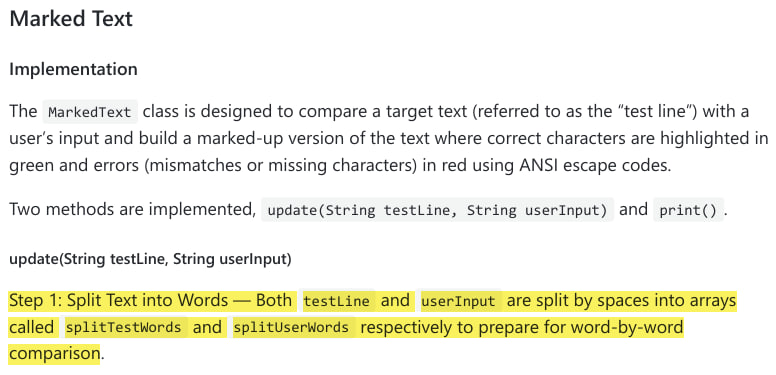 Marked Text
Implementation
The MarkedText class is designed to compare a target text (referred to as the “test line”) with a
user’s input and build a marked-up version of the text where correct characters are highlighted in
green and errors (mismatches or missing characters) in red using ANSI escape codes.
Two methods are implemented, update(String testLine, String userInput) and print().
update(String testLine, String userInput)
Step 1: Split Text into Words — Both testLine and userInput are split by spaces into arrays
called splitTestWords and splitUserWords respectively to prepare for word-by-word
comparison.